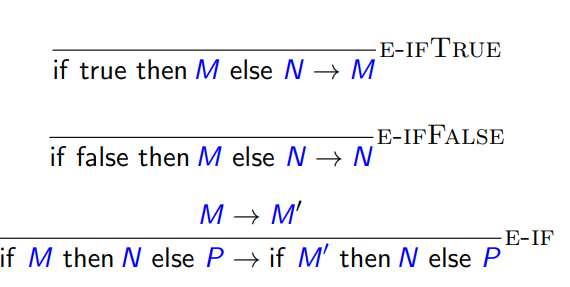 E-IFTRUE
if true then M else N → M
E-IFFALSE
if false then M else N → N
M → M′
E-IF
if M then N else P → if M′ then N else P